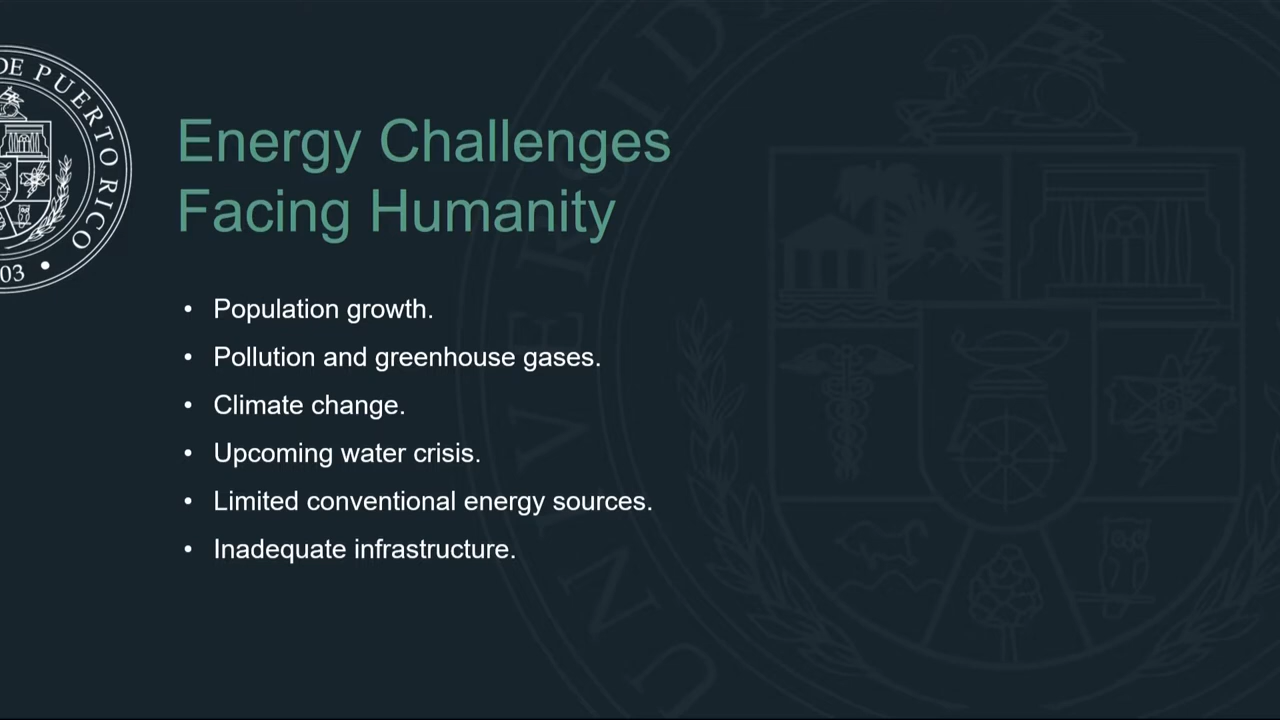 DE PUERTO RICO
03 •
Energy Challenges
Facing Humanity
• Population growth.
• Pollution and greenhouse gases.
• Climate change.
• Upcoming water crisis.
• Limited conventional energy sources.
• Inadequate infrastructure.
UNIVERSID